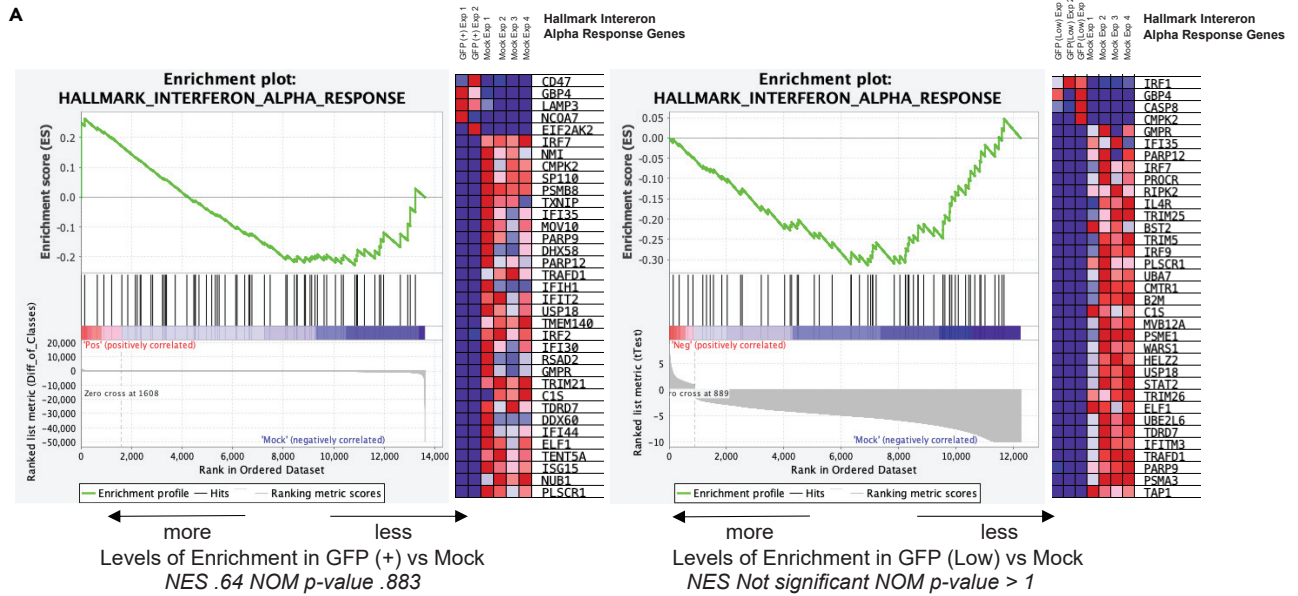 A
GFP (+) Exp 1
GFP (+) Exp 2
Mock Exp 1
Mock Exp 2
Mock Exp 3
Mock Exp 4
Hallmark Intereron
Alpha Response Genes
Enrichment plot:
HALLMARK_INTERFERON_ALPHA_RESPONSE
Enrichment score (ES)
0.2
0.1
0.0
-0.1
-0.2
'Pos' (positively correlated)
Ranked list metric (Diff_of_Classes)
20,000
10,000
0
-10,000
-20,000
-30,000
-40,000
-50,000
Zero cross at 1608
'Mock' (negatively correlated)
0
2,000
4,000
6,000
8,000
10,000
12,000
14,000
Rank in Ordered Dataset
Enrichment profile
Hits
Ranking metric scores
CD47
GBP4
LAMP3
NCOA7
EIF2AK2
IRF7
NMI
CMPK2
SP110
PSMB8
TXNIP
IFI35
MOV10
PARP9
DHX58
PARP12
TRAFD1
IFIH1
IFIT2
USP18
TMEM140
IRF2
IFI30
RSAD2
GMPR
TRIM21
C1S
TDRD7
DDX60
IFI44
ELF1
TENT5A
ISG15
NUB1
PLSCR1
more
less
Levels of Enrichment in GFP (+) vs Mock
NES .64 NOM p-value .883
GFP (Low) Exp
GFP(Low) Exp 2
GFP (Low) Exp
Mock Exp 1
Mock Exp 2
Mock Exp 3
Mock Exp 4
Hallmark Intereron
Alpha Response Genes
Enrichment plot:
HALLMARK_INTERFERON_ALPHA_RESPONSE
Enrichment score (ES)
0.05
0.00
-0.05
-0.10
-0.15
-0.20
-0.25
-0.30
'Neg' (positively correlated)
Ranked list metric (tTest)
5
0
-5
-10
ro cross at 889
'Mock' (negatively correlated)
0
2,000
4,000
6,000
8,000
10,000
12,000
Rank in Ordered Dataset
Enrichment profile
Hits
Ranking metric scores
IRF1
GBP4
CASP8
CMPK2
GMPR
IFI35
PARP12
IRF7
PROCR
RIPK2
IL4R
TRIM25
BST2
TRIM5
IRF9
PLSCR1
UBA7
CMTR1
B2M
C1S
MVB12A
PSME1
WARS1
HELZ2
USP18
STAT2
TRIM26
ELF1
UBE2L6
TDRD7
IFITM3
TRAFD1
PARP9
PSMA3
TAP1
more
less
Levels of Enrichment in GFP (Low) vs Mock
NES Not significant NOM p-value > 1